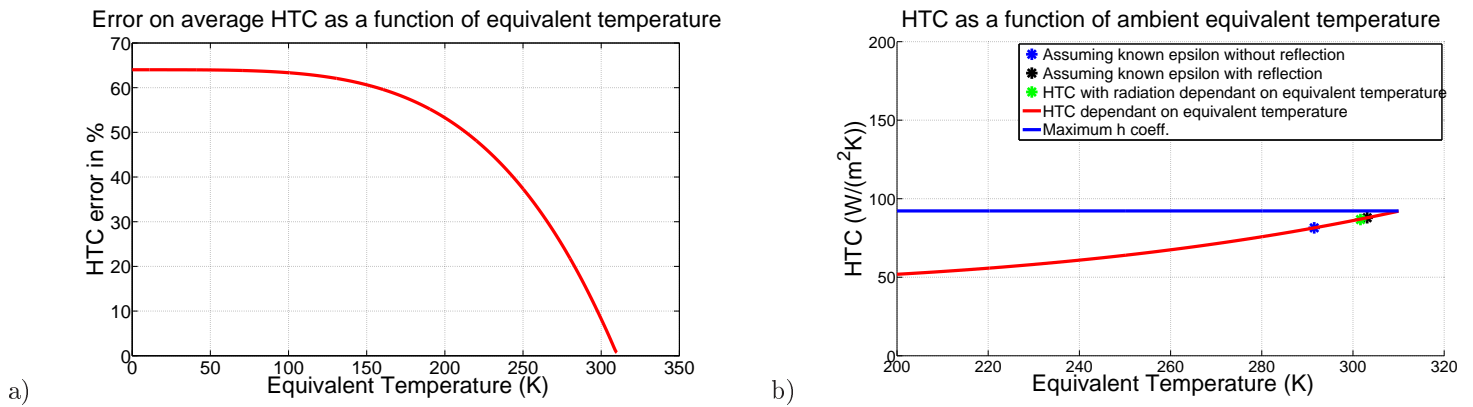 Error on average HTC as a function of equivalent temperature
HTC error in %
70
60
50
40
30
20
10
0
0 50 100 150 200 250 300 350
Equivalent Temperature (K)
a)
HTC as a function of ambient equivalent temperature
HTC (W/(m²K))
200
150
100
50
0
Assuming known epsilon without reflection
Assuming known epsilon with reflection
HTC with radiation dependant on equivalent temperature
HTC dependant on equivalent temperature
Maximum h coeff.
200 220 240 260 280 300 320
Equivalent Temperature (K)
b)